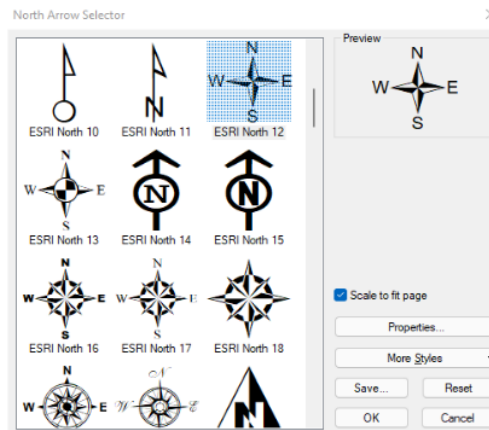 North Arrow Selector
Preview
N
W E
S
ESRI North 10
ESRI North 11
N
N
W E
S
ESRI North 12
N
W E
S
ESRI North 13
N
ESRI North 14
N
ESRI North 15
N
W E
S
ESRI North 16
N
W E
S
ESRI North 17
ESRI North 18
N
W E
N
W E
N
Scale to fit page
Properties...
More Styles
Save...
Reset
OK
Cancel